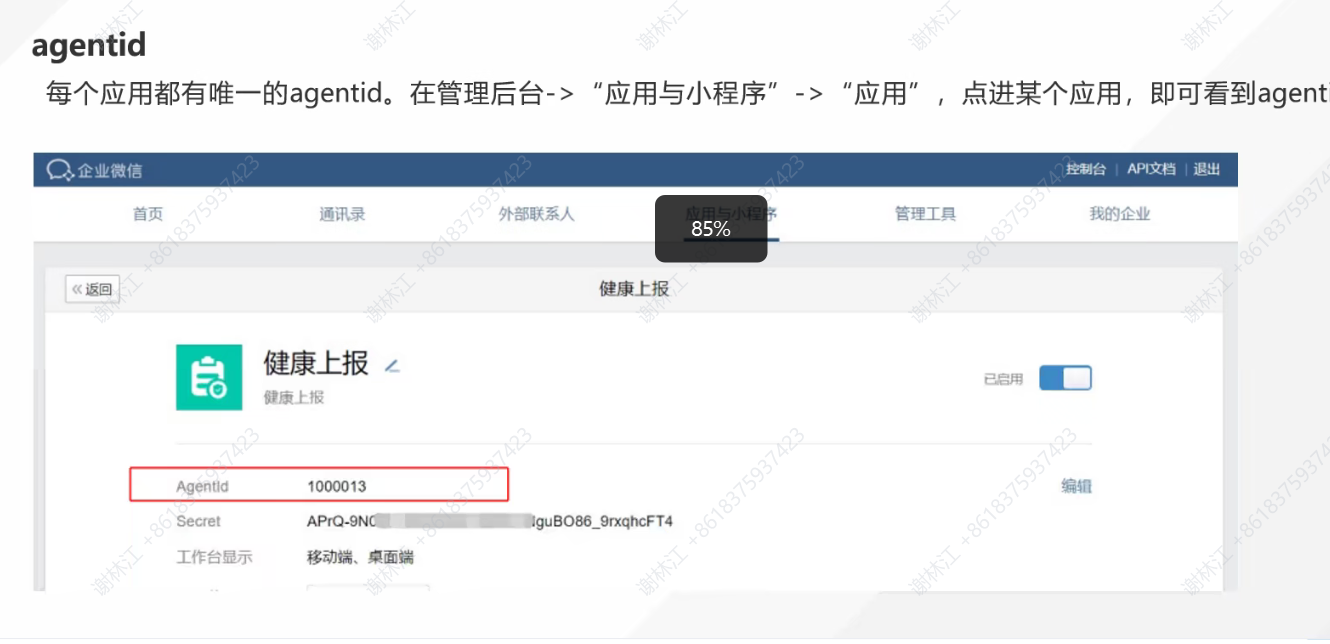 agentid
每个应用都有唯一的agentid。在管理后台->“应用与小程序”->“应用”，点进某个应用，即可看到agenti
企业微信
控制台 | API文档 | 退出
首页 通讯录 外部联系人 应用与小程序 管理工具 我的企业
85%
«返回
健康上报
健康上报
健康上报
已启用
AgentId 1000013
编辑
Secret APrQ-9N guBO86_9rxqhcFT4
工作台显示 移动端、桌面端
谢林江 +8618375937423